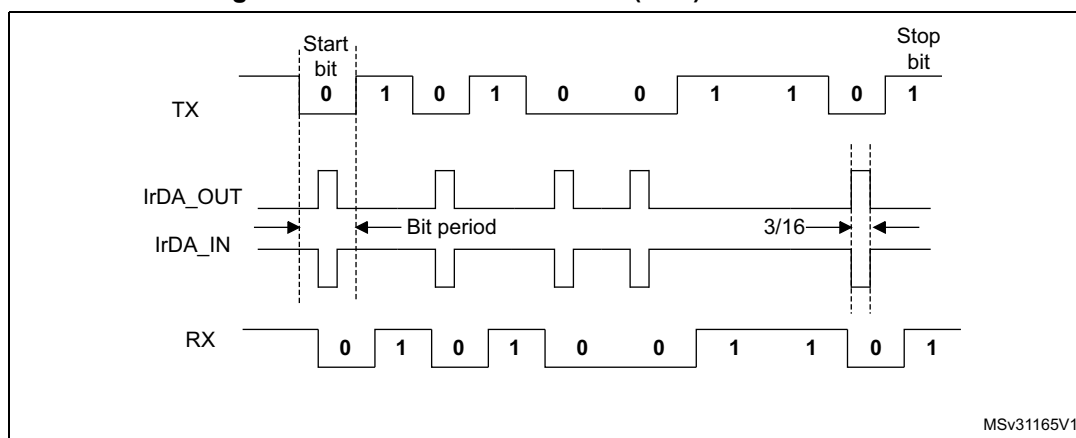 Start
bit
Stop
bit
TX
0 1 0 1 0 0 1 1 0 1
IrDA_OUT
Bit period
3/16
IrDA_IN
RX
0 1 0 1 0 0 1 1 0 1
MSv31165V1